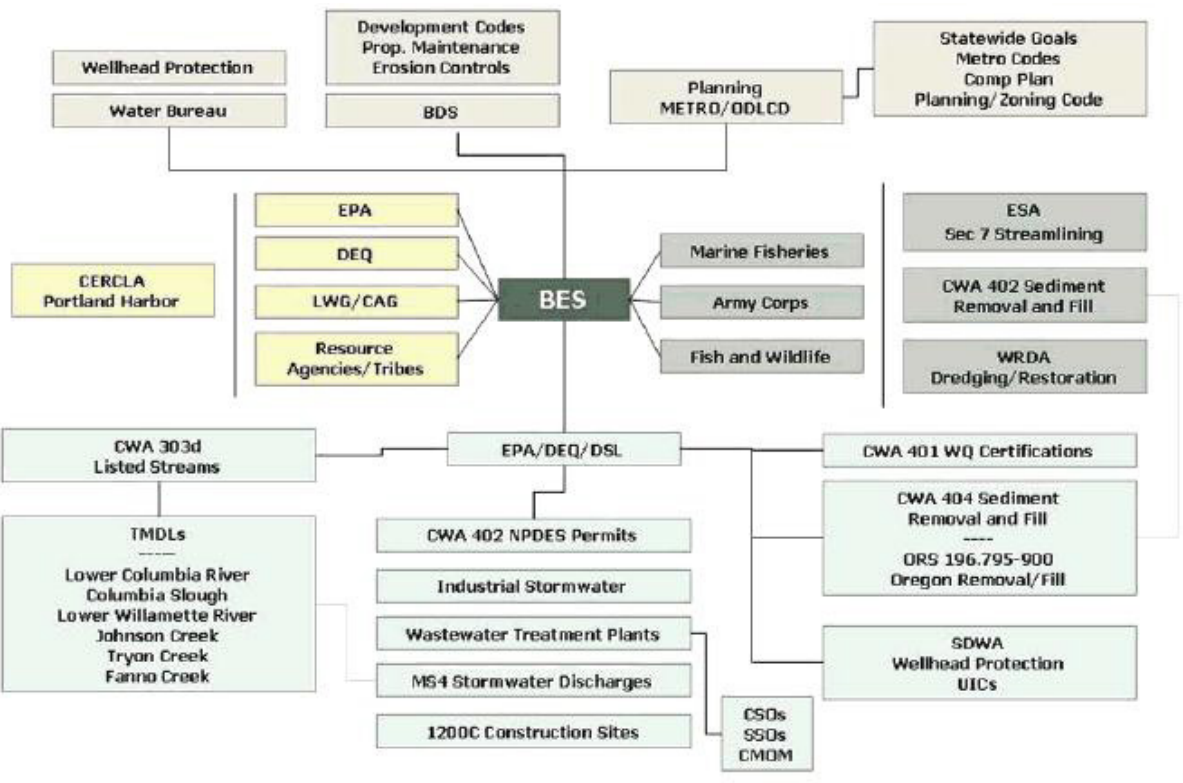 Development Codes
Prop. Maintenance
Erosion Controls
Statewide Goals
Metro Codes
Comp Plan
Planning/Zoning Code
Wellhead Protection
Planning
METRO/ODLCD
Water Bureau
BDS
EPA
DEQ
LWG/CAG
Resource
Agencies/Tribes
CERCLA
Portland Harbor
BES
Marine Fisheries
Army Corps
Fish and Wildlife
ESA
Sec 7 Streamlining
CWA 402 Sediment
Removal and Fill
WRDA
Dredging/Restoration
CWA 303d
Listed Streams
EPA/DEQ/DSL
CWA 401 WQ Certifications
TMDLs
-----
Lower Columbia River
Columbia Slough
Lower Willamette River
Johnson Creek
Tryon Creek
Fanno Creek
CWA 402 NPDES Permits
Industrial Stormwater
Wastewater Treatment Plants
MS4 Stormwater Discharges
1200C Construction Sites
CSOs
SSOs
CMOM
CWA 404 Sediment
Removal and Fill
----
ORS 196.795-900
Oregon Removal/Fill
SDWA
Wellhead Protection
UICs